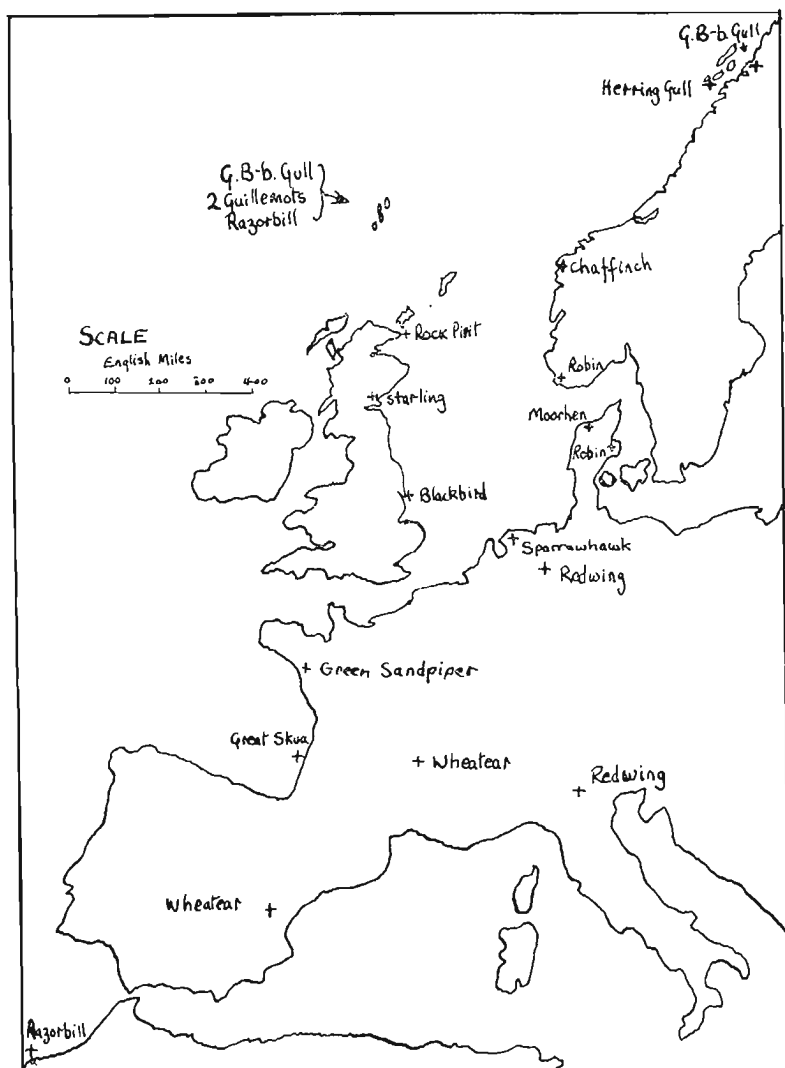 G.B-b. Gull
Herring Gull
G.B-b. Gull
2 Guillemots
Razorbill
Chaffinch
SCALE
English Miles
0 100 200 300 400
Rock Pipit
Robin
Starling
Moorhen
Robin
Blackbird
Sparrowhawk
Redwing
Green Sandpiper
Great Skua
Wheatear
Redwing
Wheatear
Razorbill